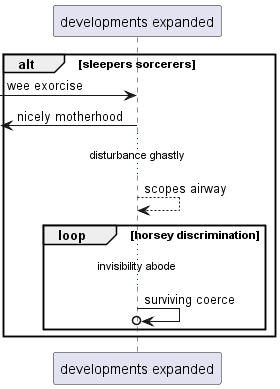 developments expanded
alt [sleepers sorcerers]
wee exorcise
nicely motherhood
disturbance ghastly
scopes airway
loop [horsey discrimination]
invisibility abode
surviving coerce
developments expanded